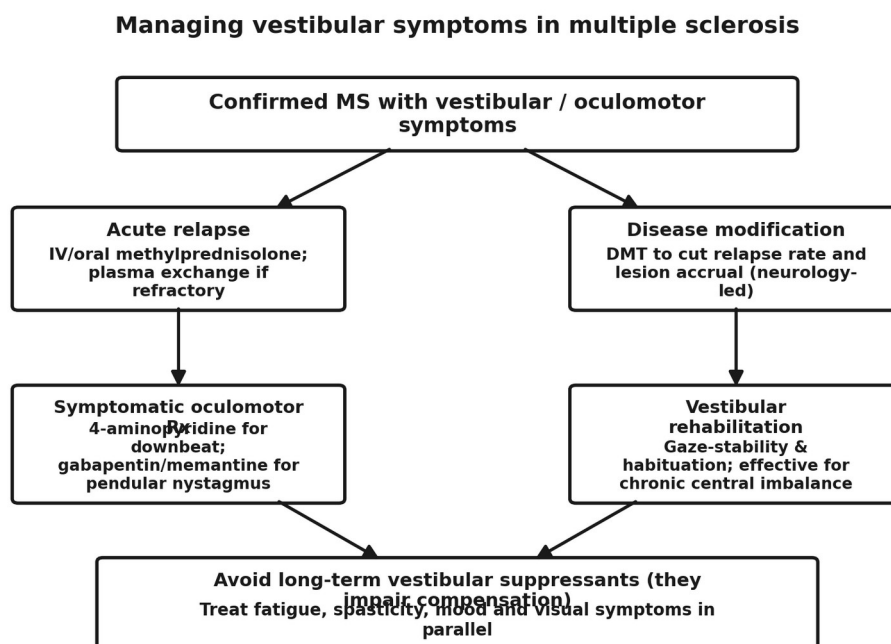 Managing vestibular symptoms in multiple sclerosis
Confirmed MS with vestibular / oculomotor
symptoms
Acute relapse
IV/oral methylprednisolone;
plasma exchange if
refractory
Disease modification
DMT to cut relapse rate and
lesion accrual (neurology-
led)
Symptomatic oculomotor
Rx
4-aminopyridine for
downbeat;
gabapentin/memantine for
pendular nystagmus
Vestibular
rehabilitation
Gaze-stability &
habituation; effective for
chronic central imbalance
Avoid long-term vestibular suppressants (they
impair compensation)
Treat fatigue, spasticity, mood and visual symptoms in
parallel